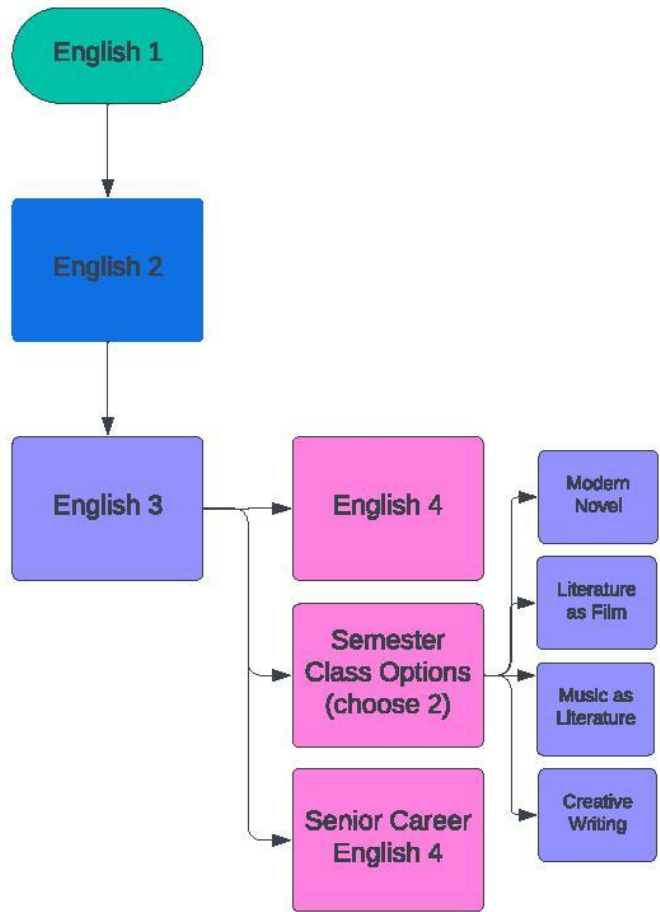 English 1
English 2
English 3
English 4
Semester
Class Options
(choose 2)
Senior Career
English 4
Modern
Novel
Literature
as Film
Music as
Literature
Creative
Writing